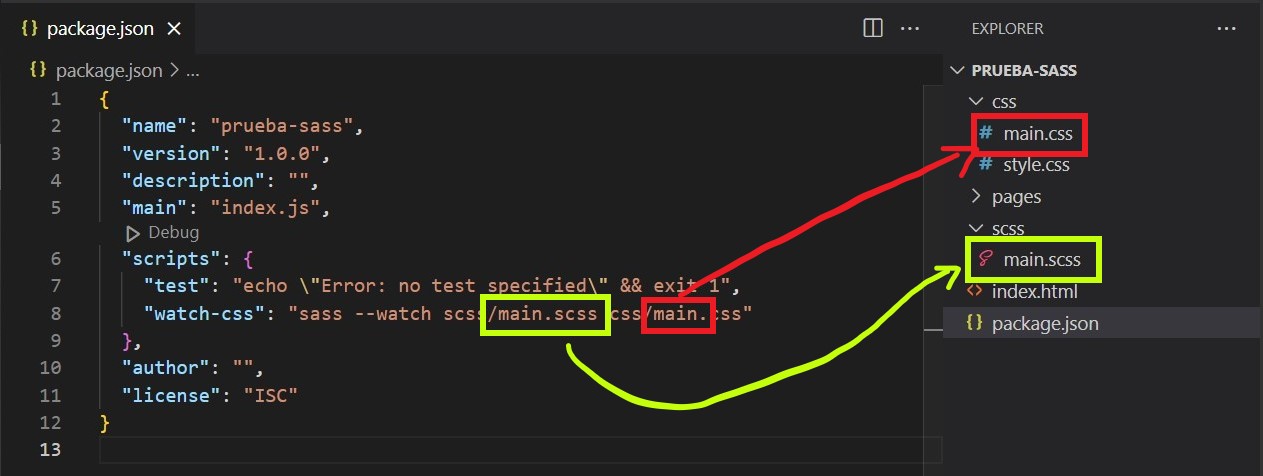 {} package.json ×
{} package.json > ...
1 {
2 "name": "prueba-sass",
3 "version": "1.0.0",
4 "description": "",
5 "main": "index.js",
Debug
6 "scripts": {
7 "test": "echo \"Error: no test specified\" && exit 1",
8 "watch-css": "sass --watch scss/main.scss css/main.css"
9 },
10 "author": "",
11 "license": "ISC"
12 }
13
EXPLORER ...
PRUEBA-SASS
css
# main.css
# style.css
pages
scss
main.scss
<> index.html
{} package.json